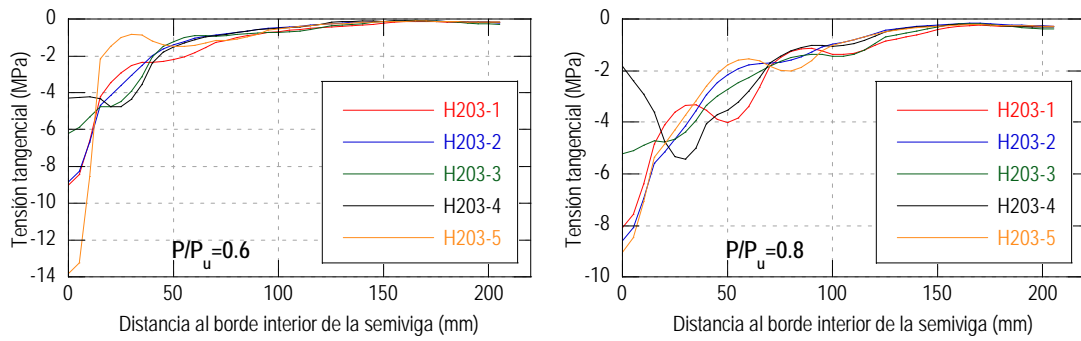 0
-2
-4
-6
-8
-10
-12
-14
Tensión tangencial (MPa)
H203-1
H203-2
H203-3
H203-4
H203-5
P/Pu=0.6
0 50 100 150 200
Distancia al borde interior de la semiviga (mm)
0
-2
-4
-6
-8
-10
Tensión tangencial (MPa)
H203-1
H203-2
H203-3
H203-4
H203-5
P/Pu=0.8
0 50 100 150 200
Distancia al borde interior de la semiviga (mm)